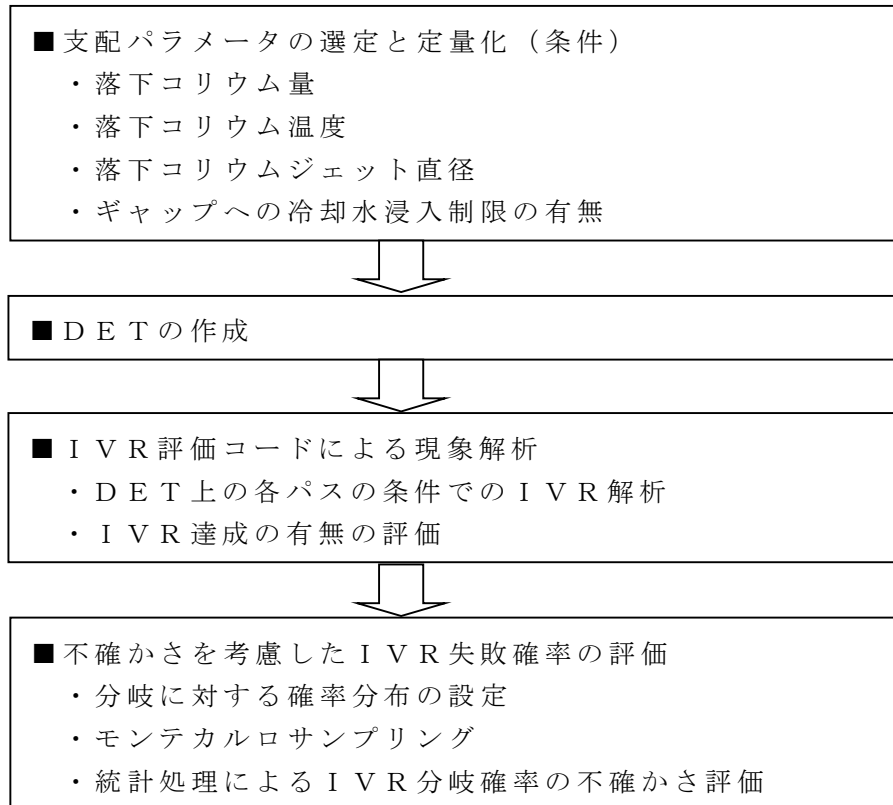 ■支配パラメータの選定と定量化（条件）
・落下コリウム量
・落下コリウム温度
・落下コリウムジェット直径
・ギャップへの冷却水浸入制限の有無
■ＤＥＴの作成
■ＩＶＲ評価コードによる現象解析
・ＤＥＴ上の各パスの条件でのＩＶＲ解析
・ＩＶＲ達成の有無の評価
■不確かさを考慮したＩＶＲ失敗確率の評価
・分岐に対する確率分布の設定
・モンテカルロサンプリング
・統計処理によるＩＶＲ分岐確率の不確かさ評価